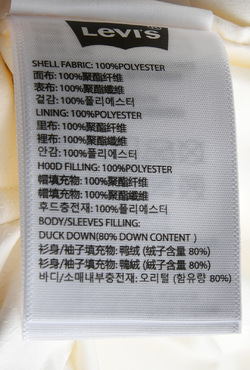 Levi's
SHELL FABRIC: 100%POLYESTER
面布: 100%聚酯纤维
表布: 100%聚酯纖維
겉감: 100%폴리에스터
LINING: 100%POLYESTER
里布: 100%聚酯纤维
裡布: 100%聚酯纖維
안감: 100%폴리에스터
HOOD FILLING: 100%POLYESTER
帽填充物: 100%聚酯纤维
帽填充物: 100%聚酯纖維
후드충전재: 100%폴리에스터
BODY/SLEEVES FILLING:
DUCK DOWN(80% DOWN CONTENT )
衫身/袖子填充物: 鸭绒 (绒子含量 80%)
衫身/袖子填充物: 鴨絨 (絨子含量 80%)
바디/소매내부충전재: 오리털 (함유량 80%)